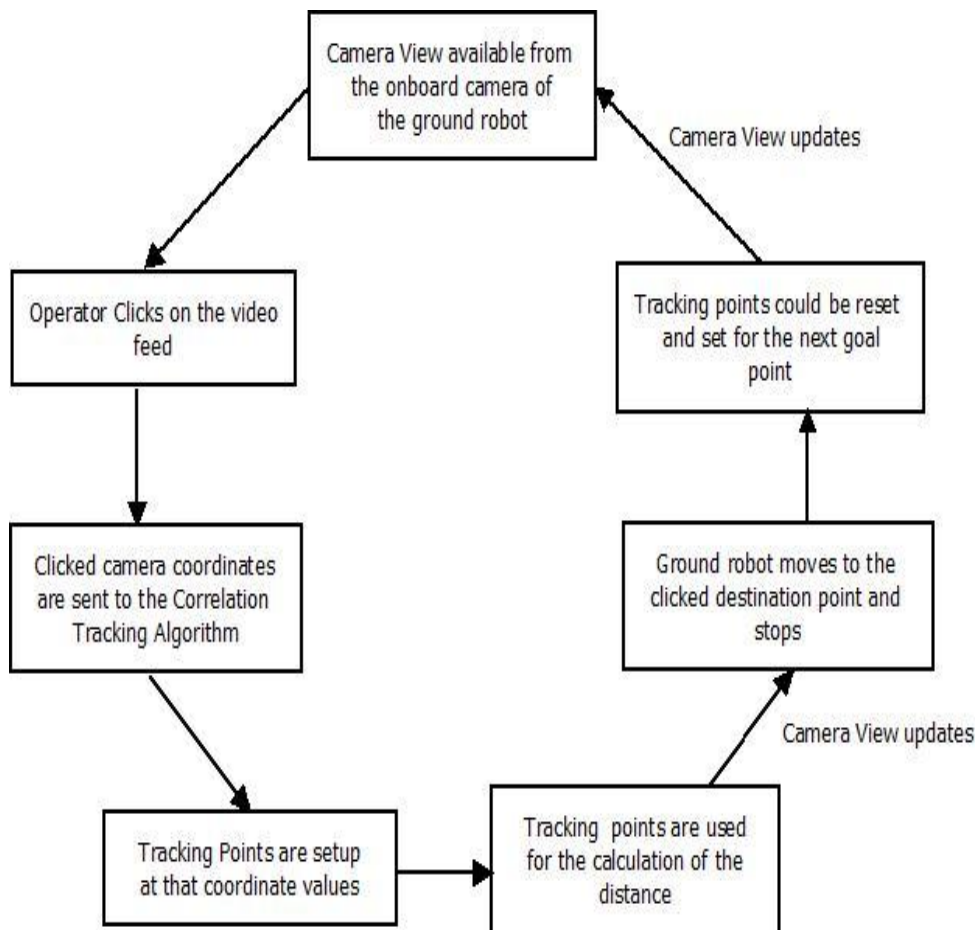 Camera View available from
the onboard camera of
the ground robot
Camera View updates
Operator Clicks on the video
feed
Tracking points could be reset
and set for the next goal
point
Clicked camera coordinates
are sent to the Correlation
Tracking Algorithm
Ground robot moves to the
clicked destination point and
stops
Camera View updates
Tracking Points are setup
at that coordinate values
Tracking points are used
for the calculation of the
distance